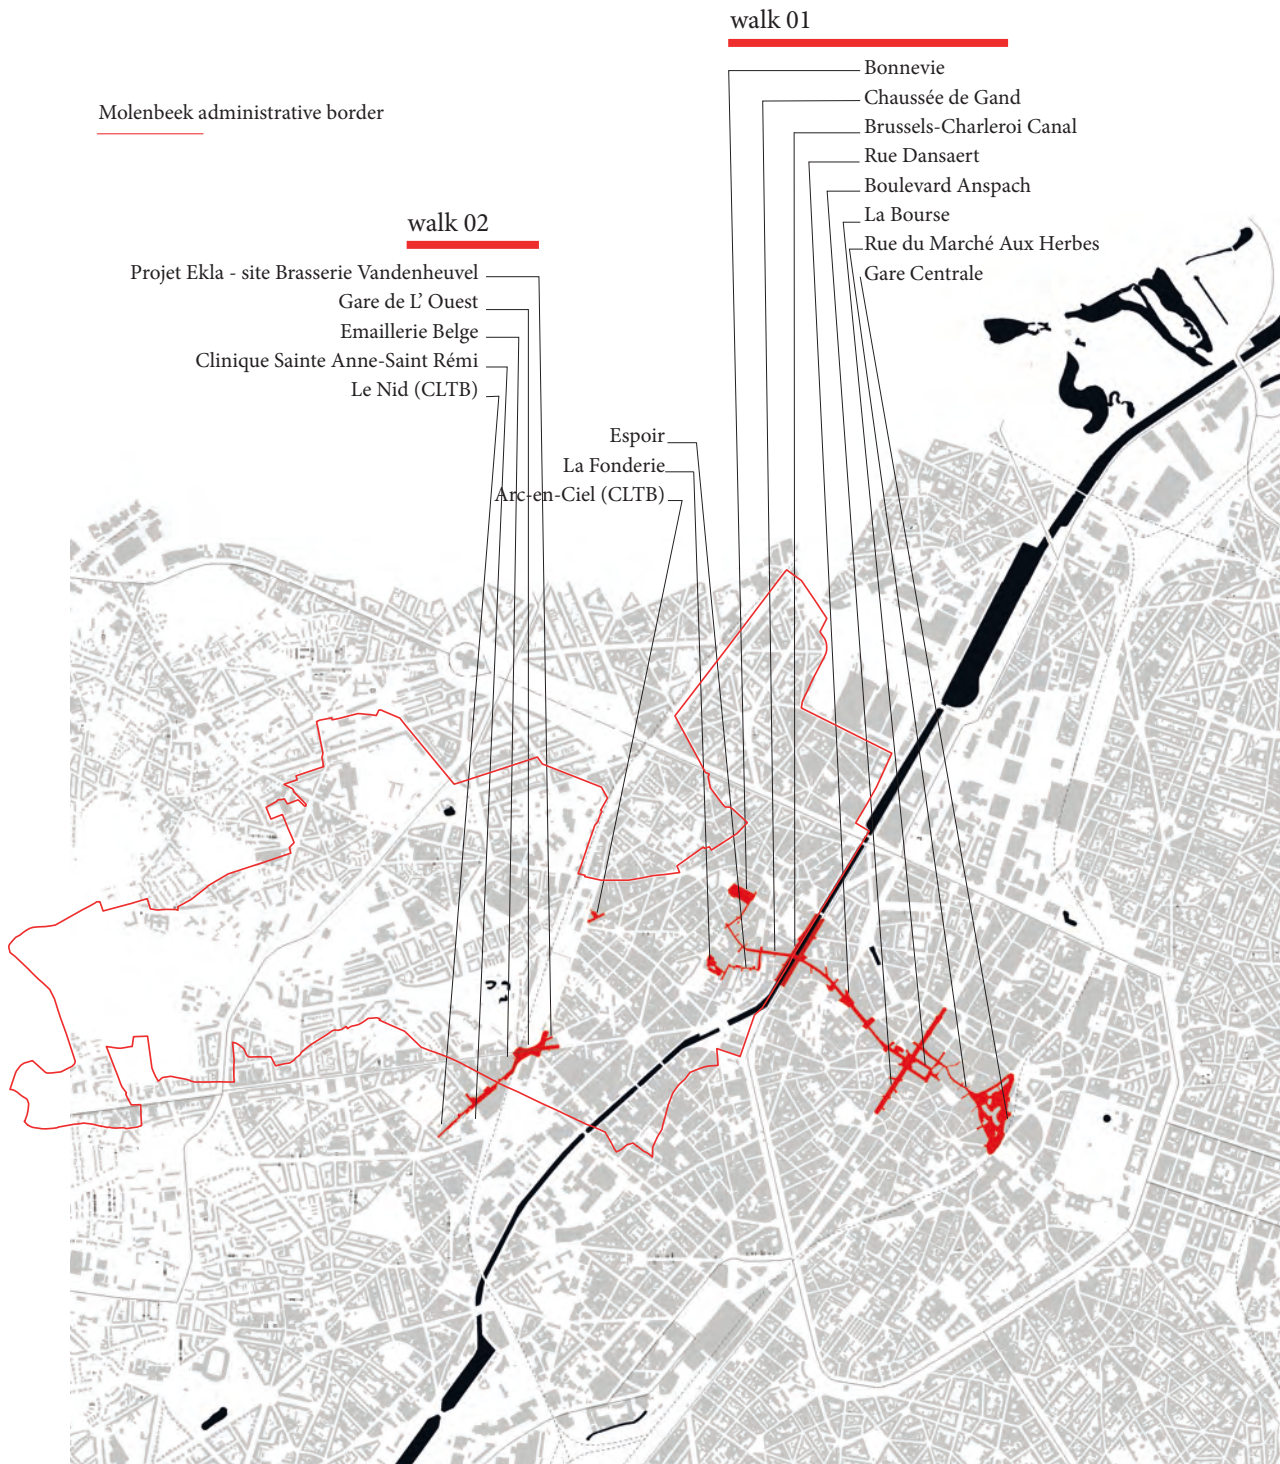 walk 01
Bonnevie
Chaussée de Gand
Brussels-Charleroi Canal
Rue Dansaert
Boulevard Anspach
La Bourse
Rue du Marché Aux Herbes
Gare Centrale
Molenbeek administrative border
walk 02
Projet Ekla - site Brasserie Vandenheuvel
Gare de L' Ouest
Emaillerie Belge
Clinique Sainte Anne-Saint Rémi
Le Nid (CLTB)
Espoir
La Fonderie
Arc-en-Ciel (CLTB)